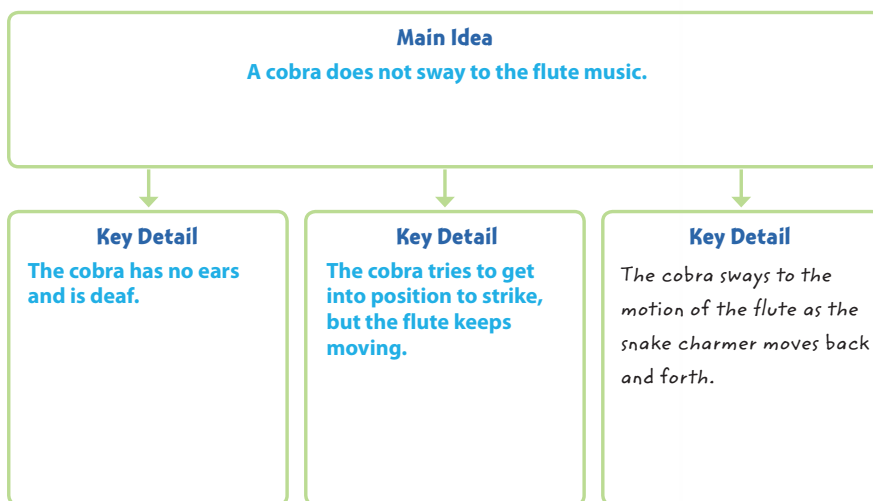 Main Idea
A cobra does not sway to the flute music.
Key Detail
The cobra has no ears
and is deaf.
Key Detail
The cobra tries to get
into position to strike,
but the flute keeps
moving.
Key Detail
The cobra sways to the
motion of the flute as the
snake charmer moves back
and forth.